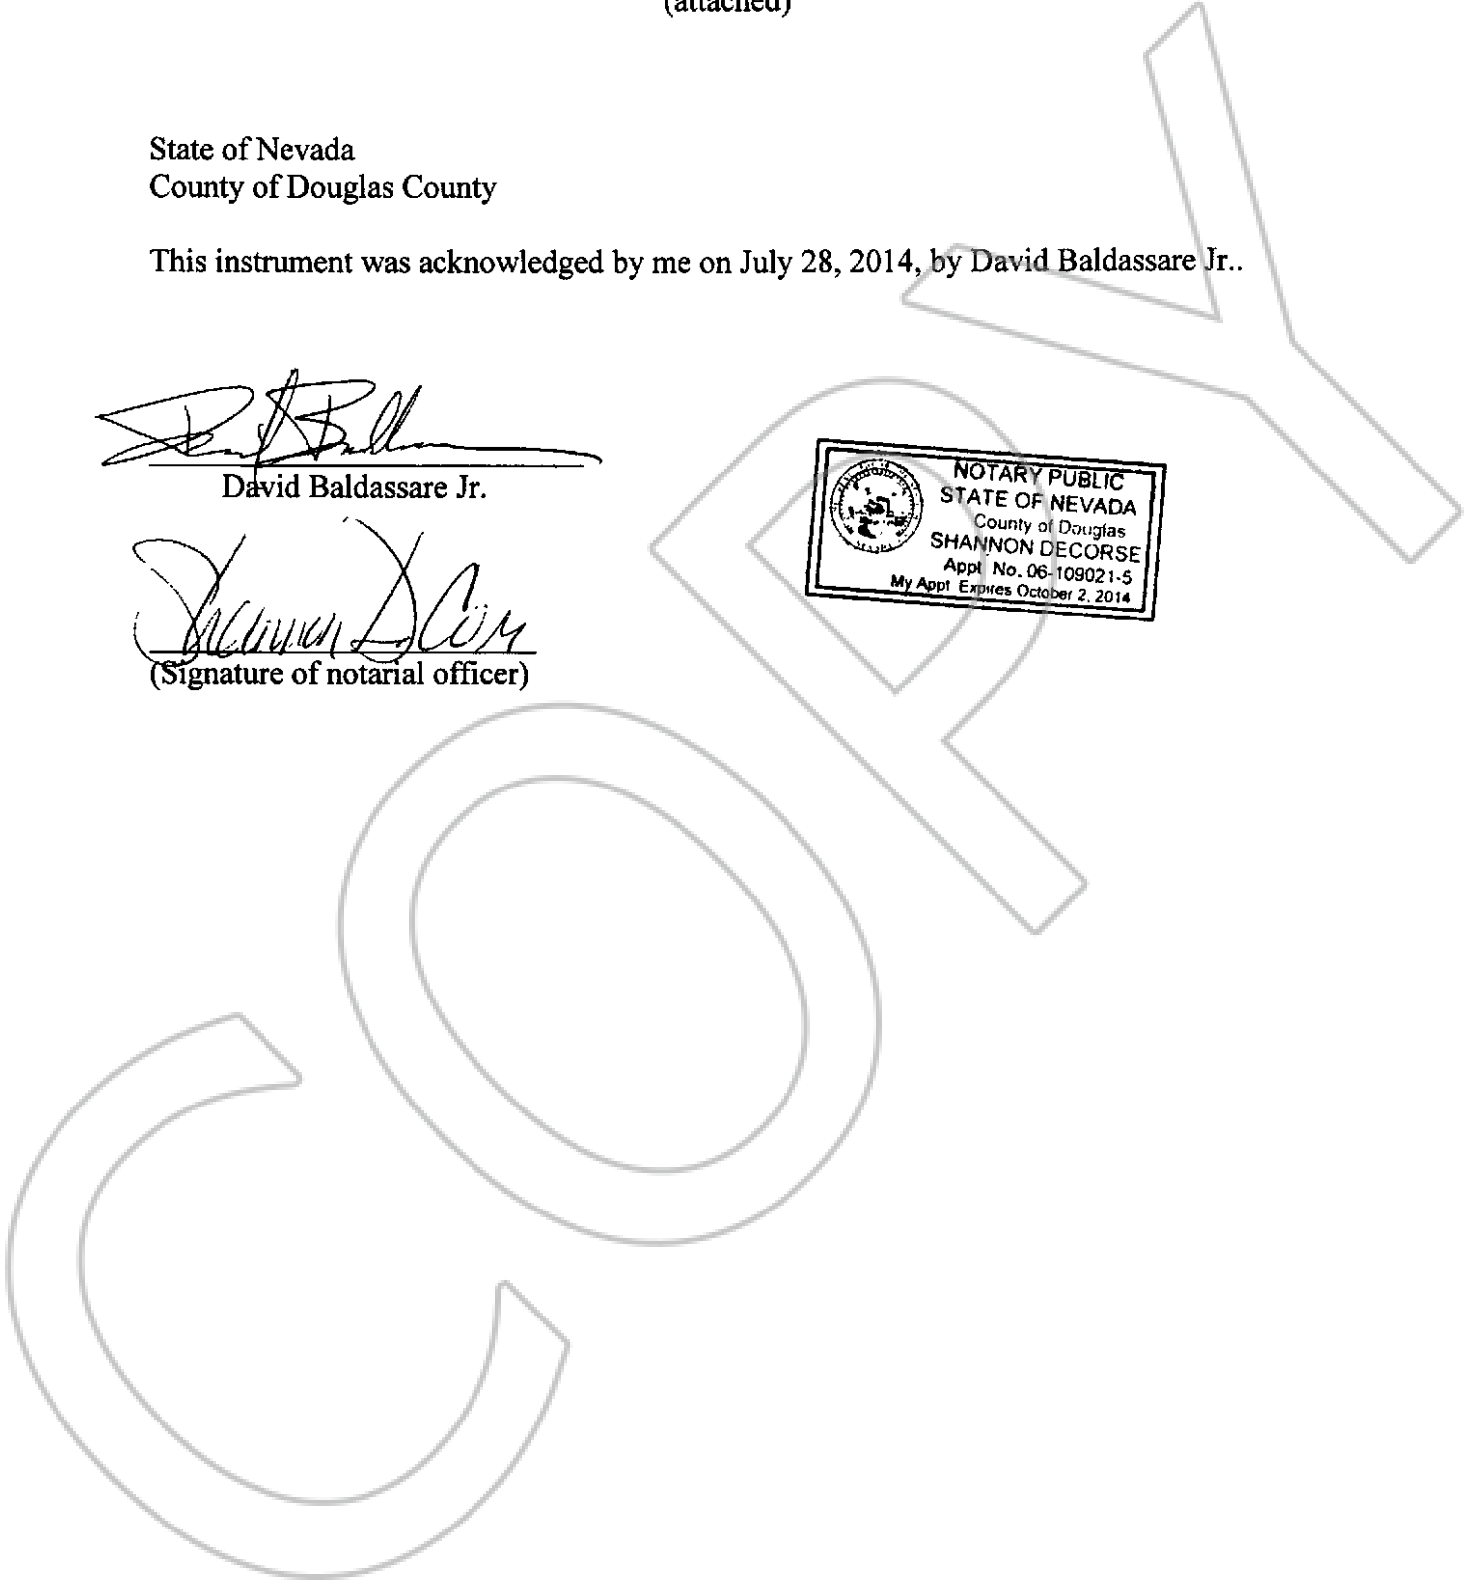 (attached)
State of Nevada
County of Douglas County
This instrument was acknowledged by me on July 28, 2014, by David Baldassare Jr..
David Baldassare Jr.
NOTARY PUBLIC
STATE OF NEVADA
County of Douglas
SHANNON DECORSE
Appt No. 06-109021-5
My Appt Expires October 2, 2014
(Signature of notarial officer)
COPY